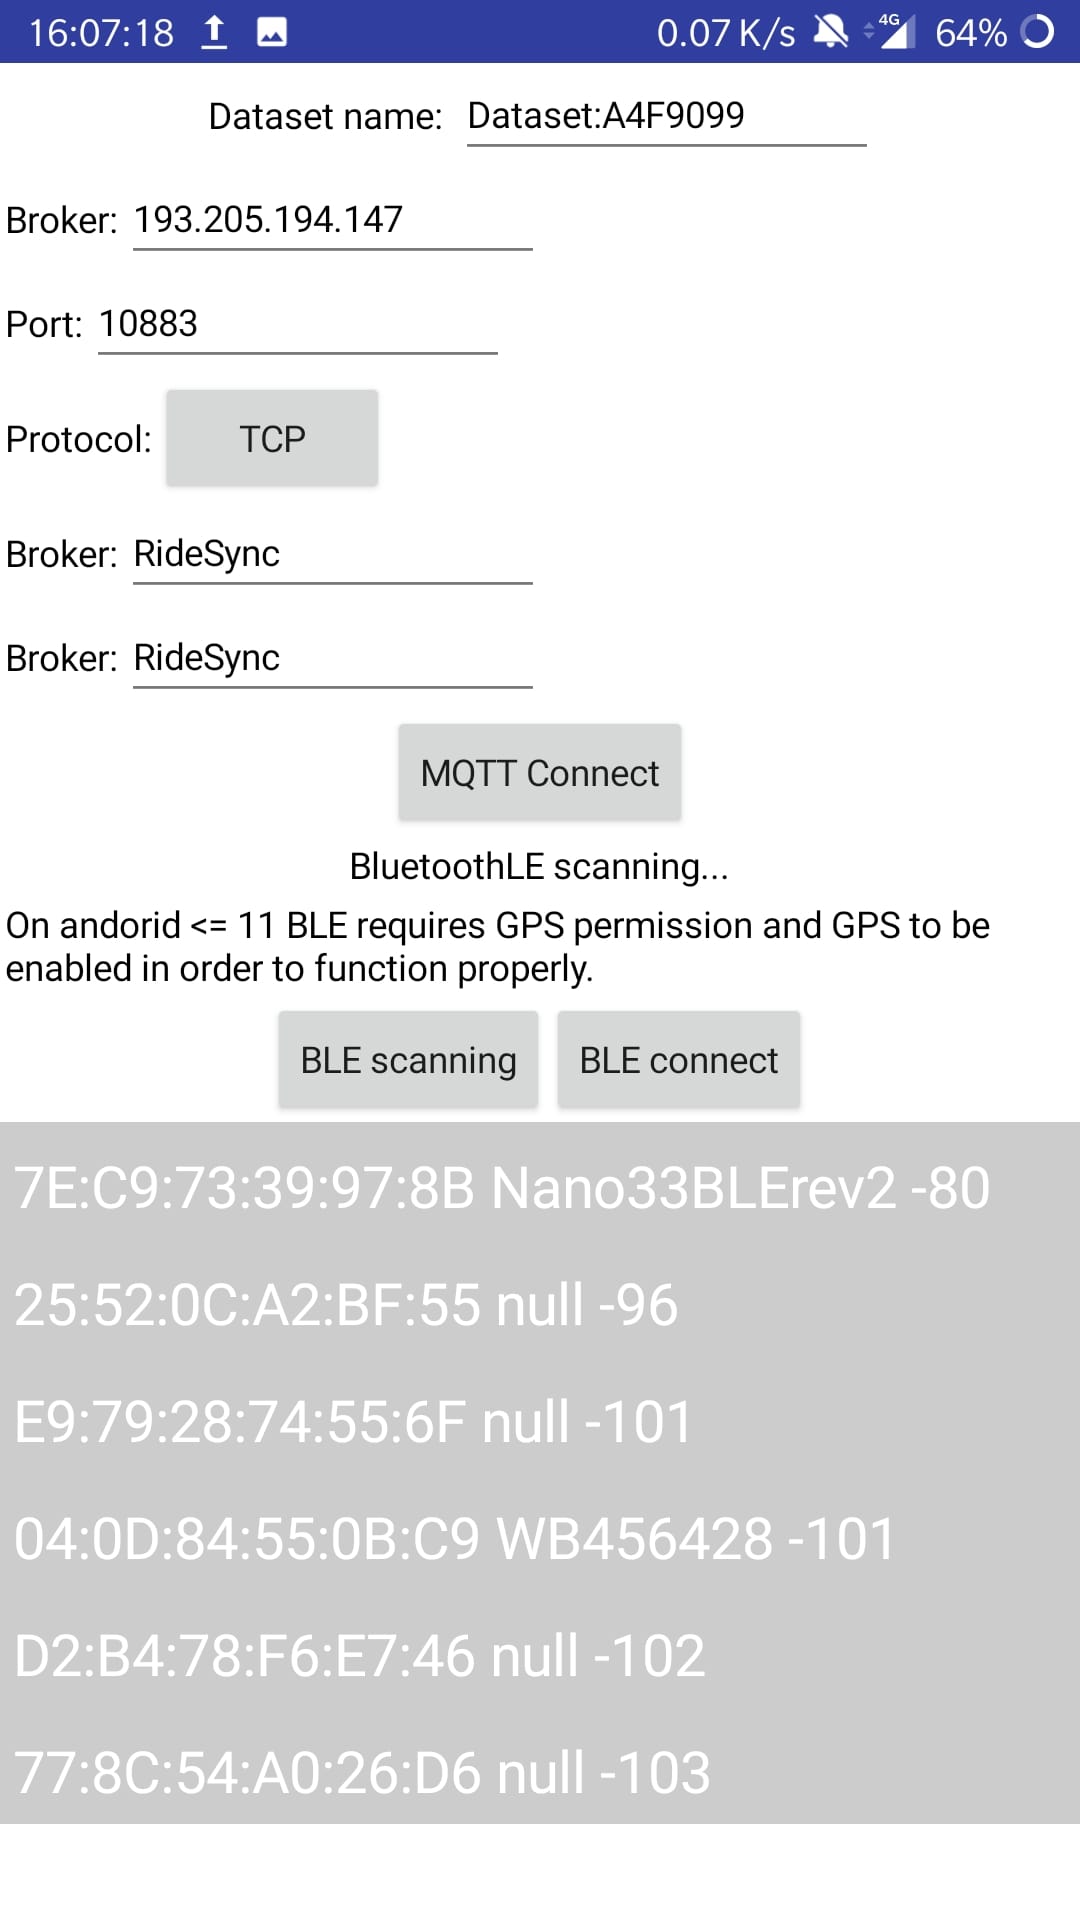 16:07:18 0.07 K/s 4G 64%
Dataset name: Dataset:A4F9099
Broker: 193.205.194.147
Port: 10883
Protocol: TCP
Broker: RideSync
Broker: RideSync
MQTT Connect
BluetoothLE scanning...
On andorid <= 11 BLE requires GPS permission and GPS to be
enabled in order to function properly.
BLE scanning BLE connect
7E:C9:73:39:97:8B Nano33BLErev2 -80
25:52:0C:A2:BF:55 null -96
E9:79:28:74:55:6F null -101
04:0D:84:55:0B:C9 WB456428 -101
D2:B4:78:F6:E7:46 null -102
77:8C:54:A0:26:D6 null -103